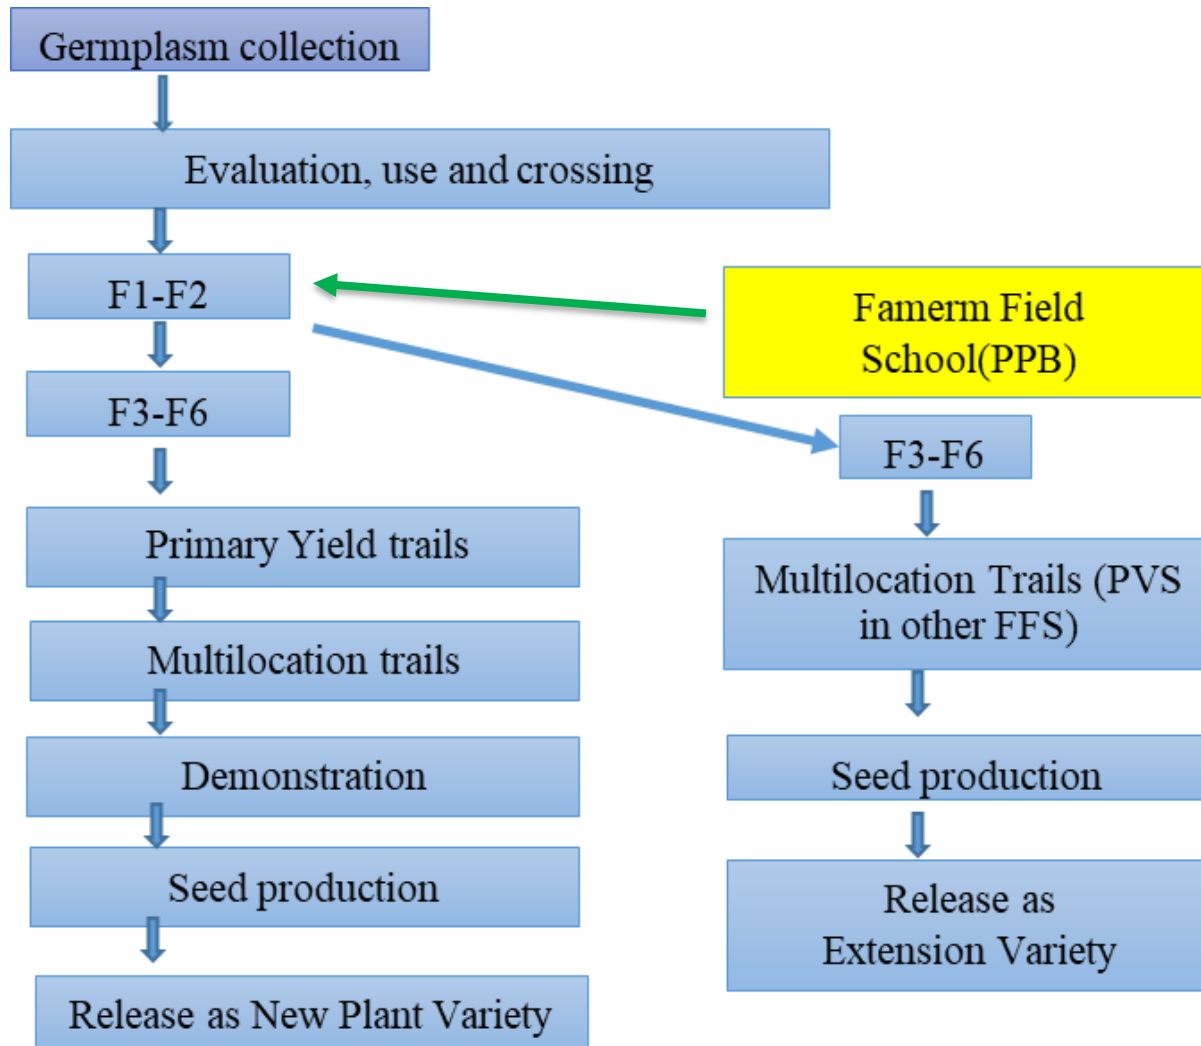 Germplasm collection
Evaluation, use and crossing
F1-F2
F3-F6
Primary Yield trails
Multilocation trails
Demonstration
Seed production
Release as New Plant Variety
Famerm Field
School(PPB)
F3-F6
Multilocation Trails (PVS
in other FFS)
Seed production
Release as
Extension Variety